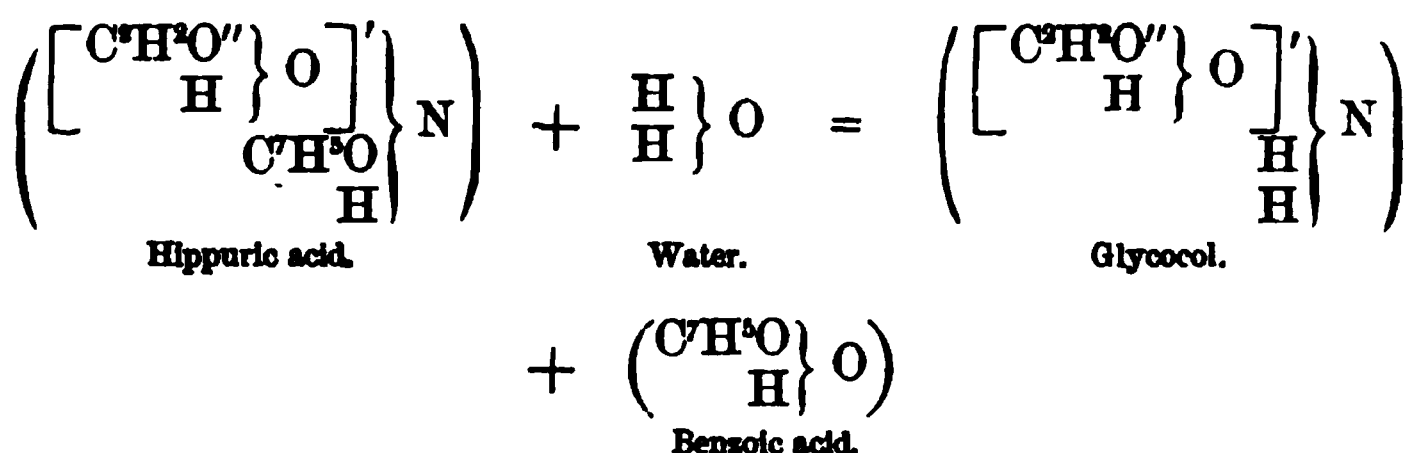 ([C²H²O″ } O]′ } N) + H } O = ([C²H²O″ } O]′ } N)
H H H
C⁷H⁵O H
H H
Hippuric acid. Water. Glycocol.
+ (C⁷H⁵O } O)
H
Benzoic acid.